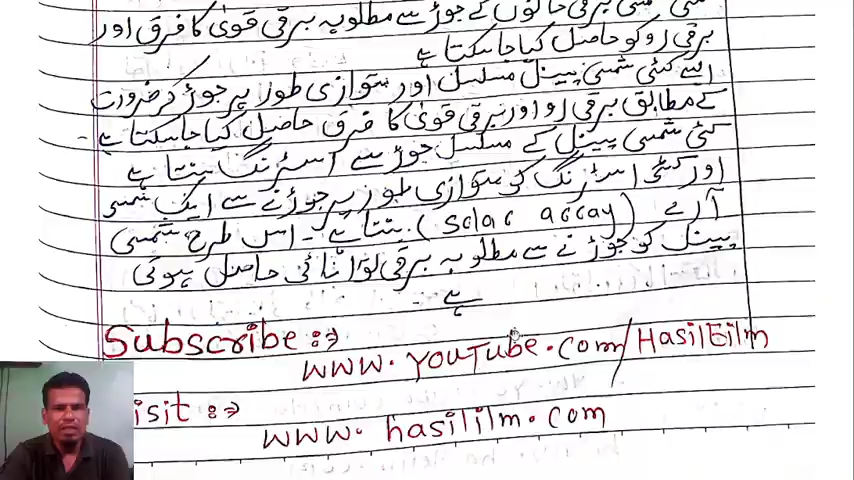 شمسی برقی خانوں کے جوڑ سے مطلوبہ برقی قویٰ کا فرق اور
برقی رو کو حاصل کیا جاسکتا ہے
ایسے کئی شمسی پینل مسلسل اور متوازی طور پر جوڑ کر ضرورت
کے مطابق برقی رو اور برقی قویٰ کا فرق حاصل کیا جاسکتا ہے -
کئی شمسی پینل کے مسلسل جوڑ سے اسٹرنگ بنتا ہے
اور کئی اسٹرنگ کو متوازی طور پر جوڑنے سے ایک شمسی
آرے (solar array) بنتا ہے - اس طرح شمسی
پینل کو جوڑنے سے مطلوبہ برقی توانائی حاصل ہوتی
ہے -
Subscribe :→
www.YouTube.com/HasilEilm
isit :→
www.hasililm.com